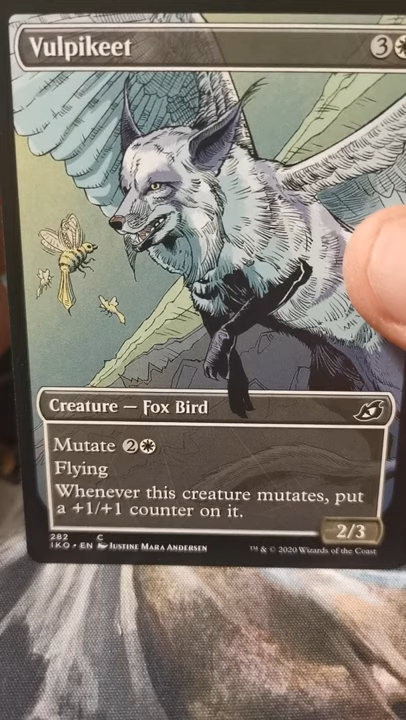 Vulpikeet 3
Creature — Fox Bird
Mutate 2
Flying
Whenever this creature mutates, put
a +1/+1 counter on it.
2/3
282 C
IKO • EN Justine Mara Andersen
™ & © 2020 Wizards of the Coast